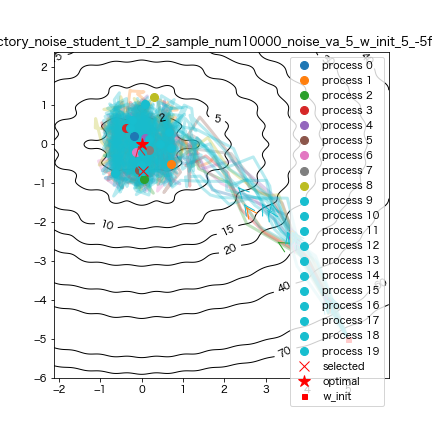 ctory_noise_student_t_D_2_sample_num10000_noise_va_5_w_init_5_-5f
process 0
process 1
process 2
process 3
process 4
process 5
process 6
process 7
process 8
process 9
process 10
process 11
process 12
process 13
process 14
process 15
process 16
process 17
process 18
process 19
selected
optimal
w_init
2
1
0
−1
−2
−3
−4
−5
−6
−2
−1
0
1
2
3
4
5
5
2
5
10
15
20
40
70